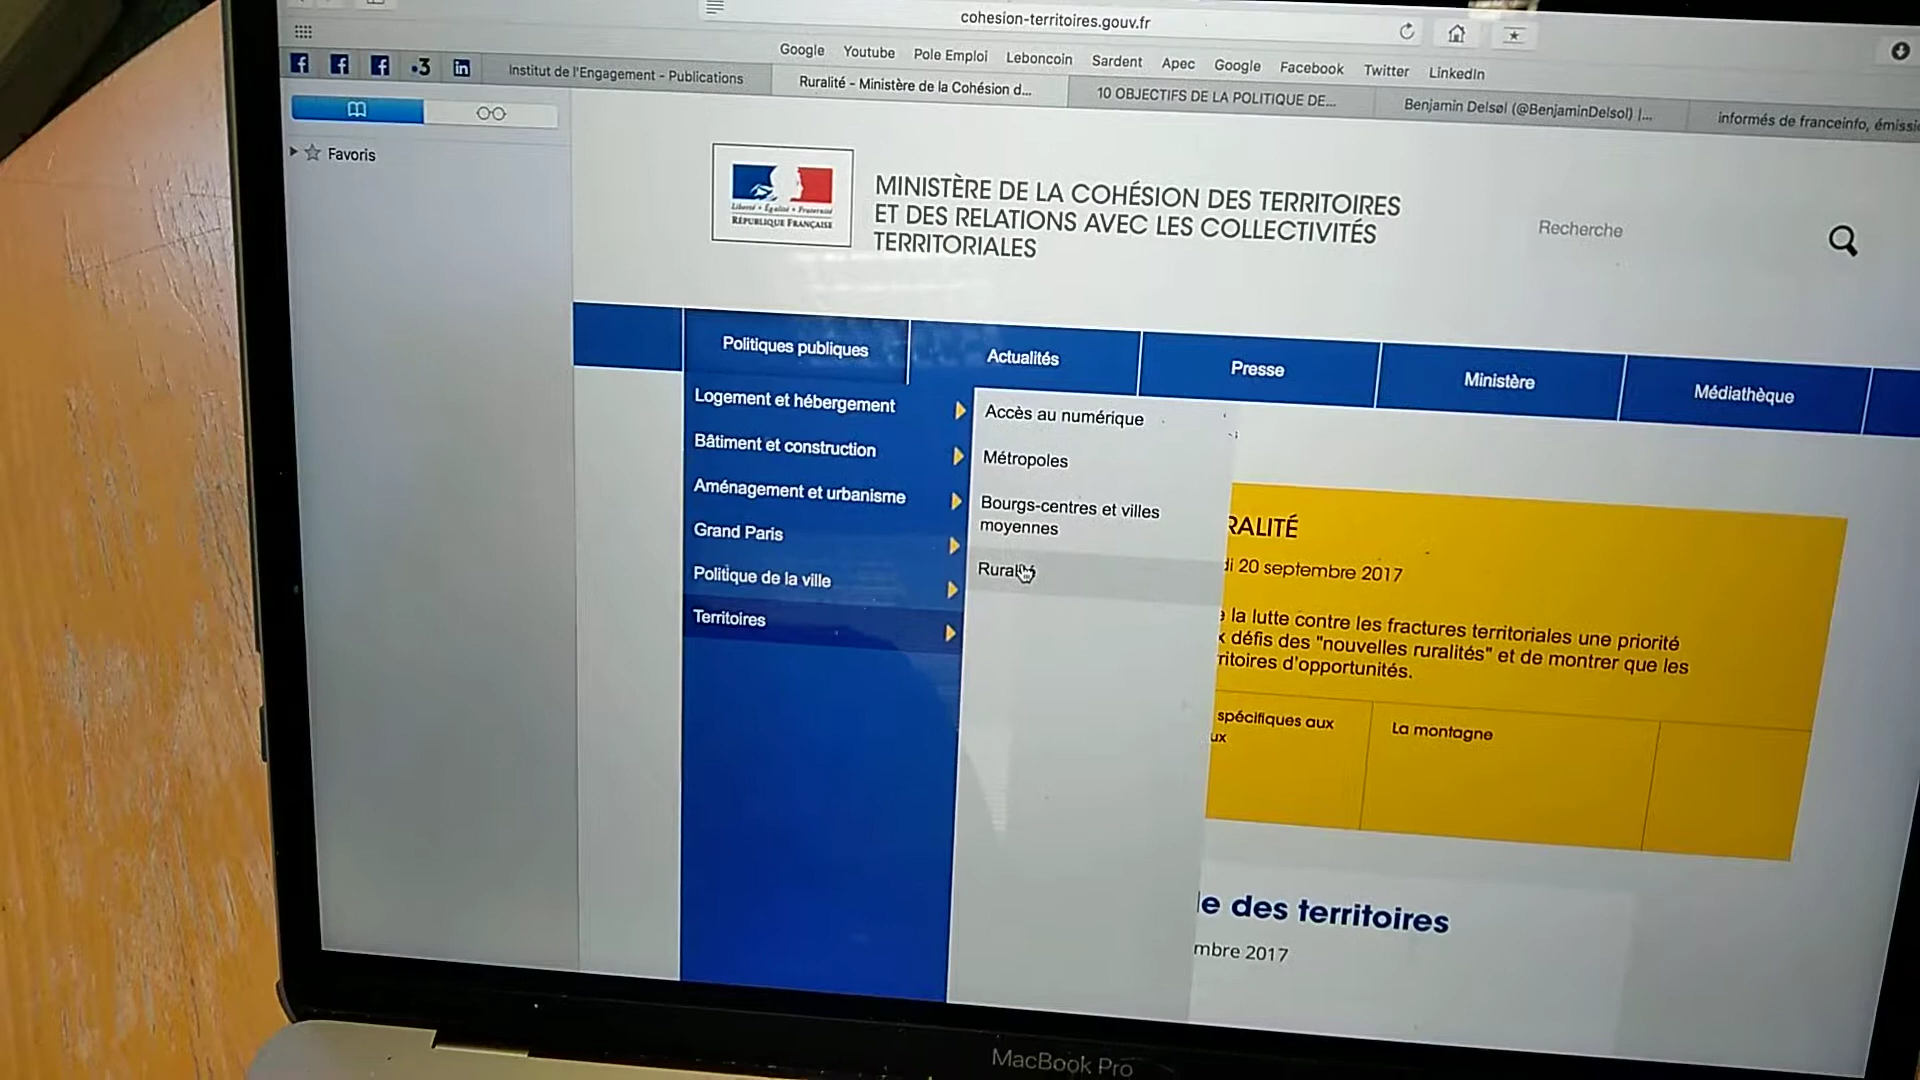 cohesion-territoires.gouv.fr
Google Youtube Pole Emploi Leboncoin Sardent Apec Google Facebook Twitter LinkedIn
Institut de l'Engagement - Publications
Ruralité - Ministère de la Cohésion d...
10 OBJECTIFS DE LA POLITIQUE DE...
Benjamin Delsol (@BenjaminDelsol) |...
informés de franceinfo, émissi
Favoris
Liberté • Égalité • Fraternité
RÉPUBLIQUE FRANÇAISE
MINISTÈRE DE LA COHÉSION DES TERRITOIRES
ET DES RELATIONS AVEC LES COLLECTIVITÉS
TERRITORIALES
Recherche
Politiques publiques
Actualités
Presse
Ministère
Médiathèque
Logement et hébergement
Bâtiment et construction
Aménagement et urbanisme
Grand Paris
Politique de la ville
Territoires
Accès au numérique
Métropoles
Bourgs-centres et villes
moyennes
Ruralité
RALITÉ
di 20 septembre 2017
la lutte contre les fractures territoriales une priorité
x défis des "nouvelles ruralités" et de montrer que les
ritoires d'opportunités.
spécifiques aux
ux
La montagne
le des territoires
mbre 2017
MacBook Pro